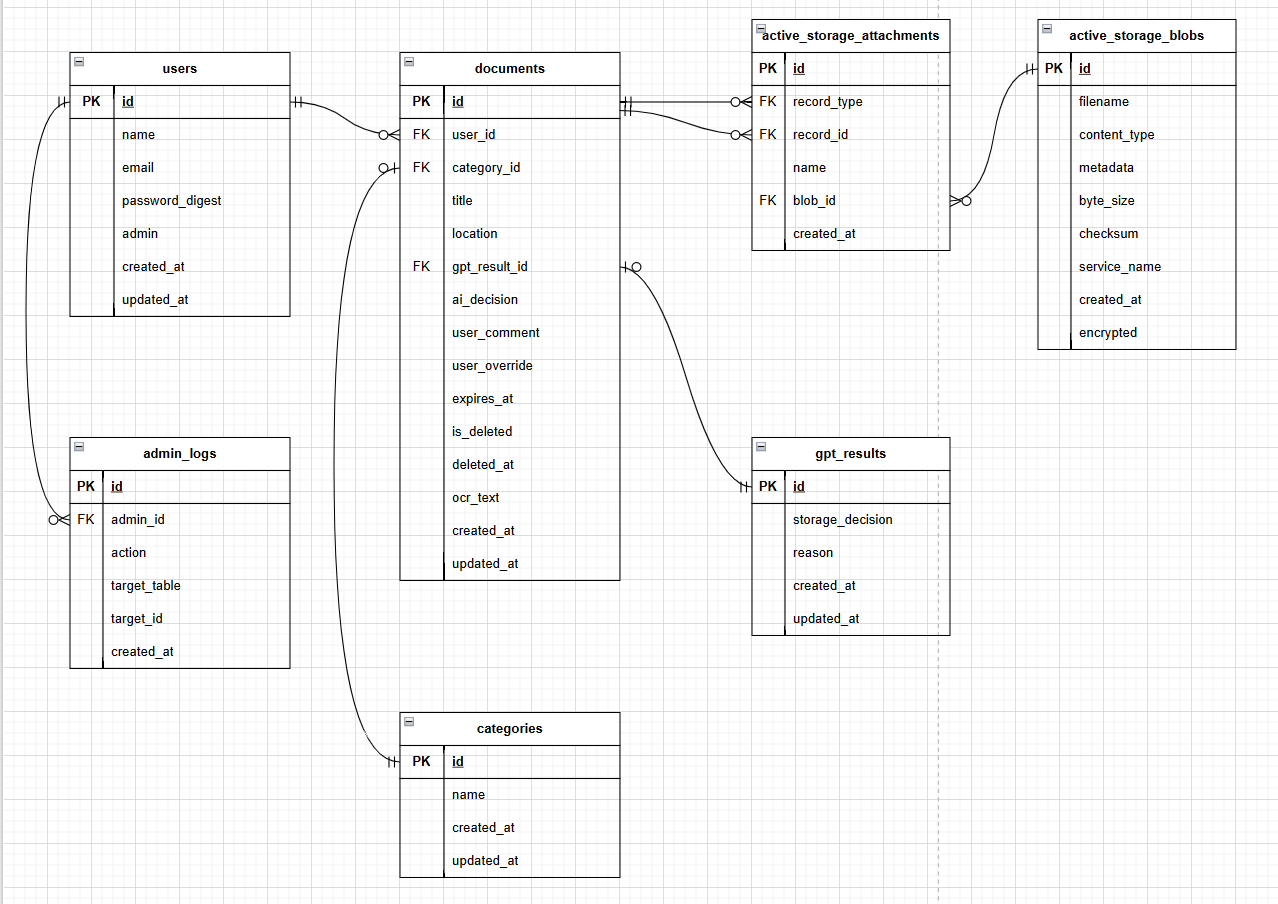 users
PK id
name
email
password_digest
admin
created_at
updated_at
documents
PK id
FK user_id
FK category_id
title
location
FK gpt_result_id
ai_decision
user_comment
user_override
expires_at
is_deleted
deleted_at
ocr_text
created_at
updated_at
active_storage_attachments
PK id
FK record_type
FK record_id
name
FK blob_id
created_at
active_storage_blobs
PK id
filename
content_type
metadata
byte_size
checksum
service_name
created_at
encrypted
admin_logs
PK id
FK admin_id
action
target_table
target_id
created_at
gpt_results
PK id
storage_decision
reason
created_at
updated_at
categories
PK id
name
created_at
updated_at